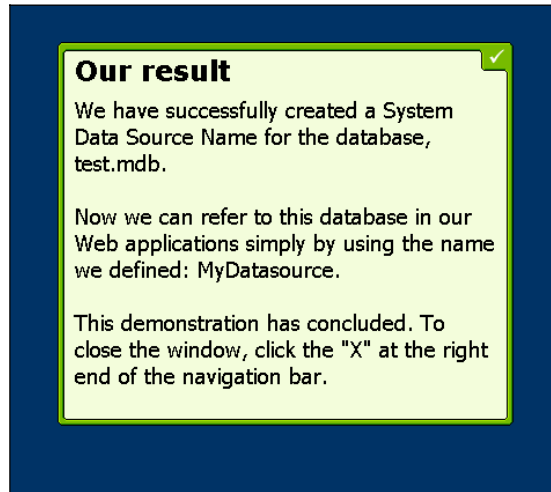 Our result
We have successfully created a System
Data Source Name for the database,
test.mdb.
Now we can refer to this database in our
Web applications simply by using the name
we defined: MyDatasource.
This demonstration has concluded. To
close the window, click the "X" at the right
end of the navigation bar.